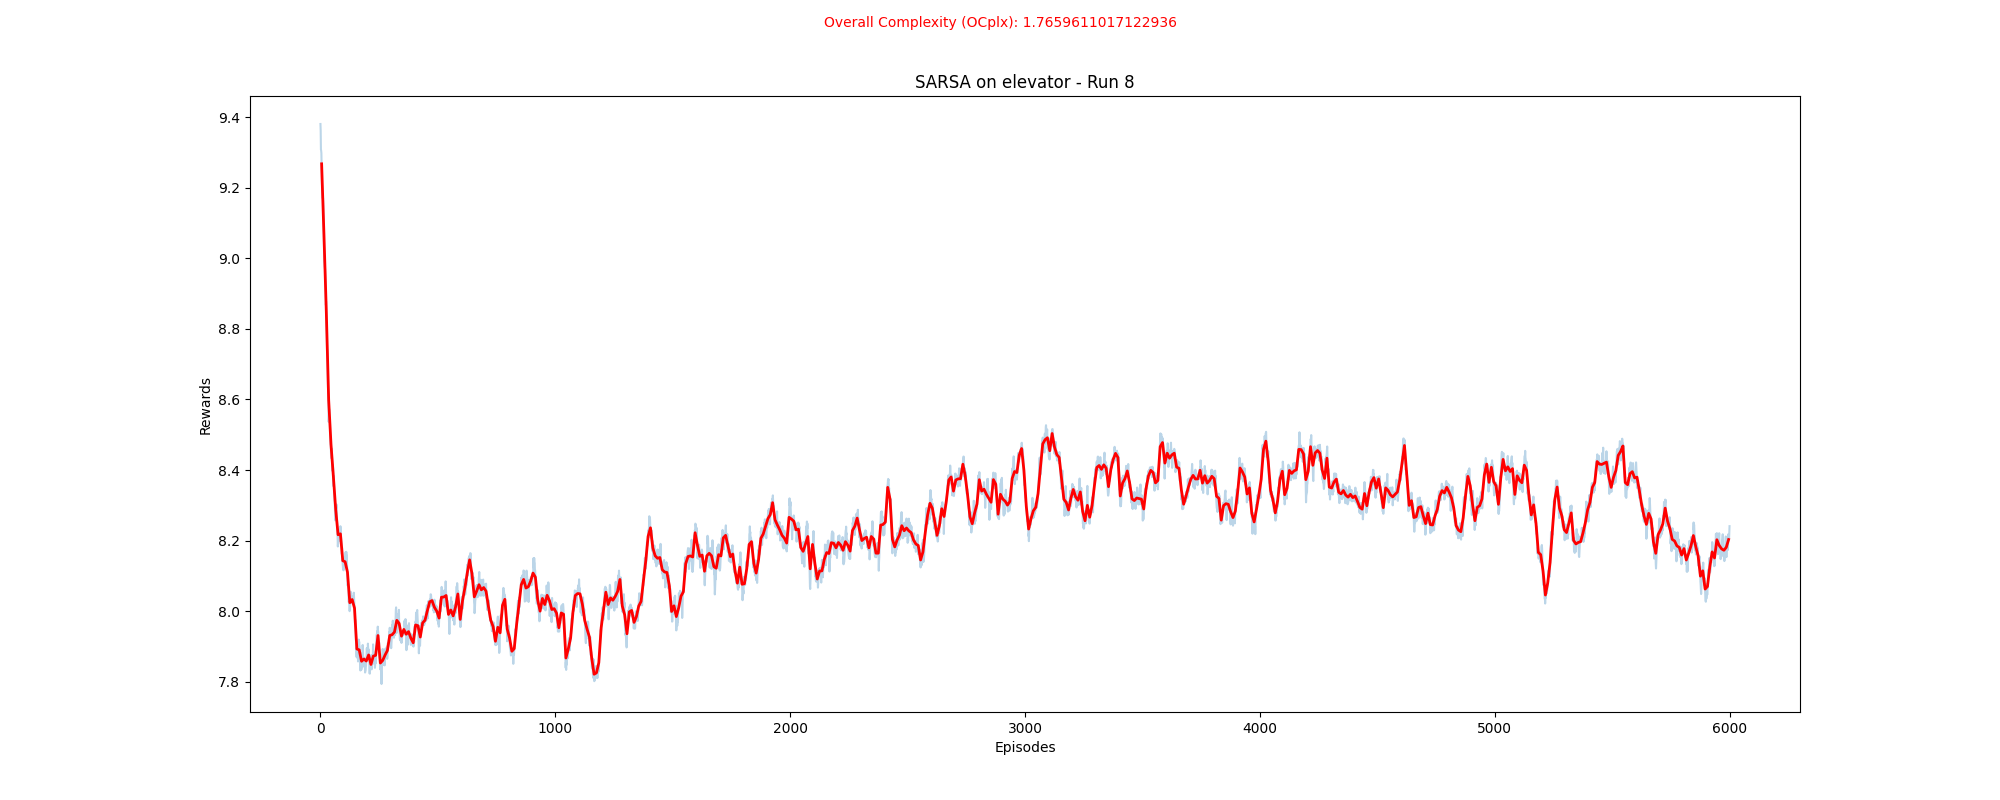 Overall Complexity (OCplx): 1.7659611017122936
SARSA on elevator - Run 8
9.4
9.2
9.0
8.8
8.6
8.4
8.2
8.0
7.8
Rewards
0 1000 2000 3000 4000 5000 6000
Episodes